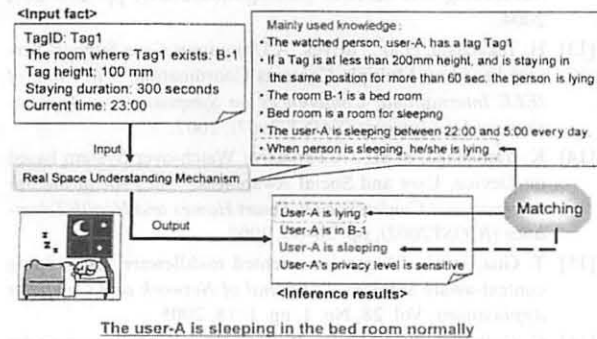 <Input fact>
TagID: Tag1
The room where Tag1 exists: B-1
Tag height:100 mm
Staying duration: 300 seconds
Current time: 23:00
Mainly used knowledge:
• The watched person, user-A, has a tag Tag1
• If a Tag is at less than 200mm height, and is staying in
the same position for more than 60 sec. the person is lying
• The room B-1 is a bed room
• Bed room is a room for sleeping
• The user-A is sleeping between 22:00 and 5:00 every day
• When person is sleeping, he/she is lying
Input
Real Space Understanding Mechanism
Output
User-A is lying
User-A is in B-1
User-A is sleeping
User-A's privacy level is sensitive
<Inference results>
Matching
z z z
The user-A is sleeping in the bed room normally